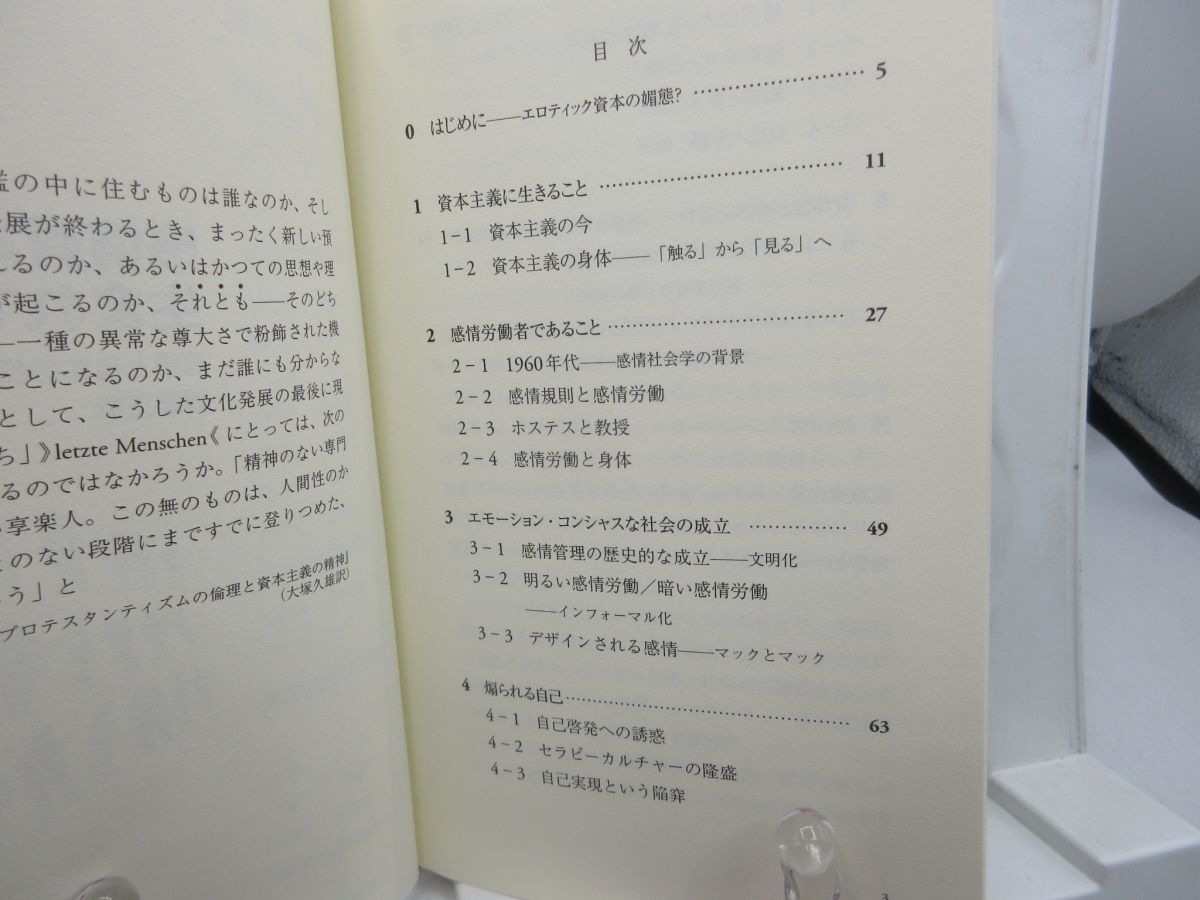 の中に住むものは誰なのか、そし
展が終わるとき、まったく新しい預
れるのか、あるいはかつての思想や理
が起こるのか、それとも——そのどち
——一種の異常な尊大さで粉飾された機
ことになるのか、まだ誰にも分からな
として、こうした文化発展の最後に現
ち」》letzte Menschen《にとっては、次の
るのではなかろうか。「精神のない専門
享楽人。この無のものは、人間性のか
とのない段階にまですでに登りつめた、
う」と
プロテスタンティズムの倫理と資本主義の精神』
(大塚久雄訳)
目 次
0 はじめに——エロティック資本の媚態? …………………… 5
1 資本主義に生きること …………………… 11
1-1 資本主義の今
1-2 資本主義の身体——「触る」から「見る」へ
2 感情労働者であること …………………… 27
2-1 1960年代——感情社会学の背景
2-2 感情規則と感情労働
2-3 ホステスと教授
2-4 感情労働と身体
3 エモーション・コンシャスな社会の成立 …………… 49
3-1 感情管理の歴史的な成立——文明化
3-2 明るい感情労働／暗い感情労働
——インフォーマル化
3-3 デザインされる感情——マックとマック
4 煽られる自己 …………………… 63
4-1 自己啓発への誘惑
4-2 セラピーカルチャーの隆盛
4-3 自己実現という陥穽
3